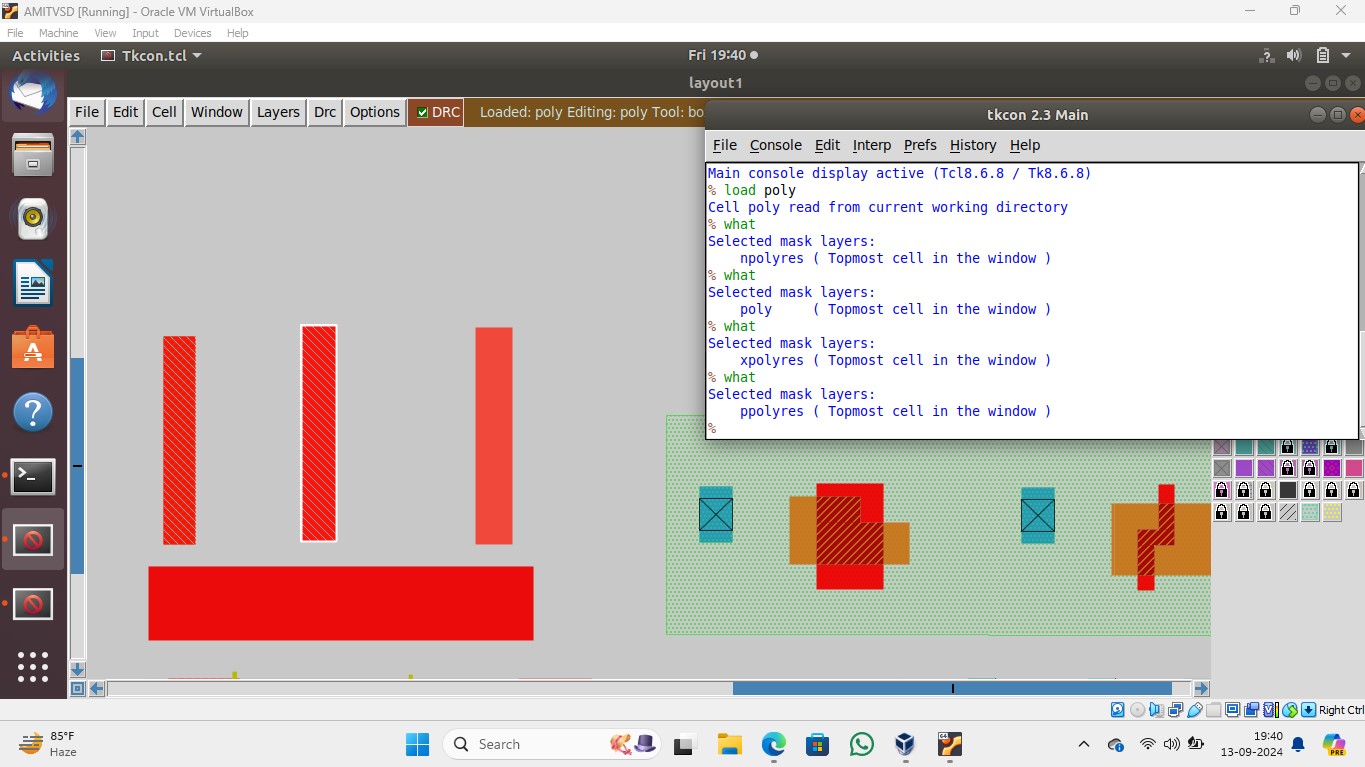 AMITVSD [Running] - Oracle VM VirtualBox
File Machine View Input Devices Help
Activities Tkcon.tcl Fri 19:40
layout1
File Edit Cell Window Layers Drc Options DRC Loaded: poly Editing: poly Tool: bo
tkcon 2.3 Main
File Console Edit Interp Prefs History Help
Main console display active (Tcl8.6.8 / Tk8.6.8)
% load poly
Cell poly read from current working directory
% what
Selected mask layers:
npolyres ( Topmost cell in the window )
% what
Selected mask layers:
poly ( Topmost cell in the window )
% what
Selected mask layers:
xpolyres ( Topmost cell in the window )
% what
Selected mask layers:
ppolyres ( Topmost cell in the window )
%
Right Ctrl
85°F
Haze
Search
19:40
13-09-2024
PRE